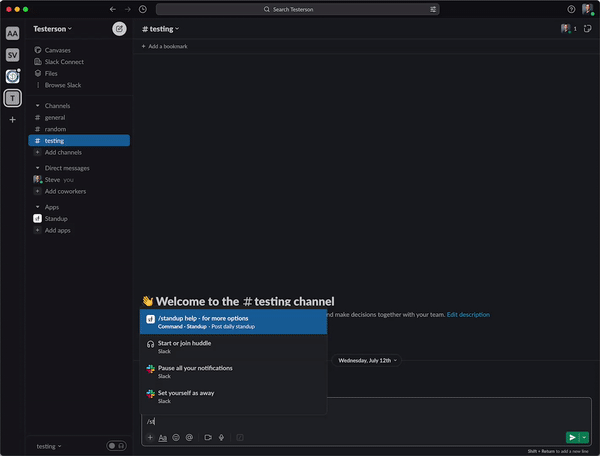 Search Testerson
AA
SV
T
Testerson
Canvases
Slack Connect
Files
Browse Slack
Channels
# general
# random
# testing
Add channels
Direct messages
Steve you
Add coworkers
Apps
Standup
Add apps
testing
# testing
1
+ Add a bookmark
👋 Welcome to the # testing channel
and make decisions together with your team. Edit description
Wednesday, July 12th
/standup help - for more options
Command · Standup · Post daily standup
Start or join huddle
Slack
Pause all your notifications
Slack
Set yourself as away
Slack
/st
Aa
Shift + Return to add a new line